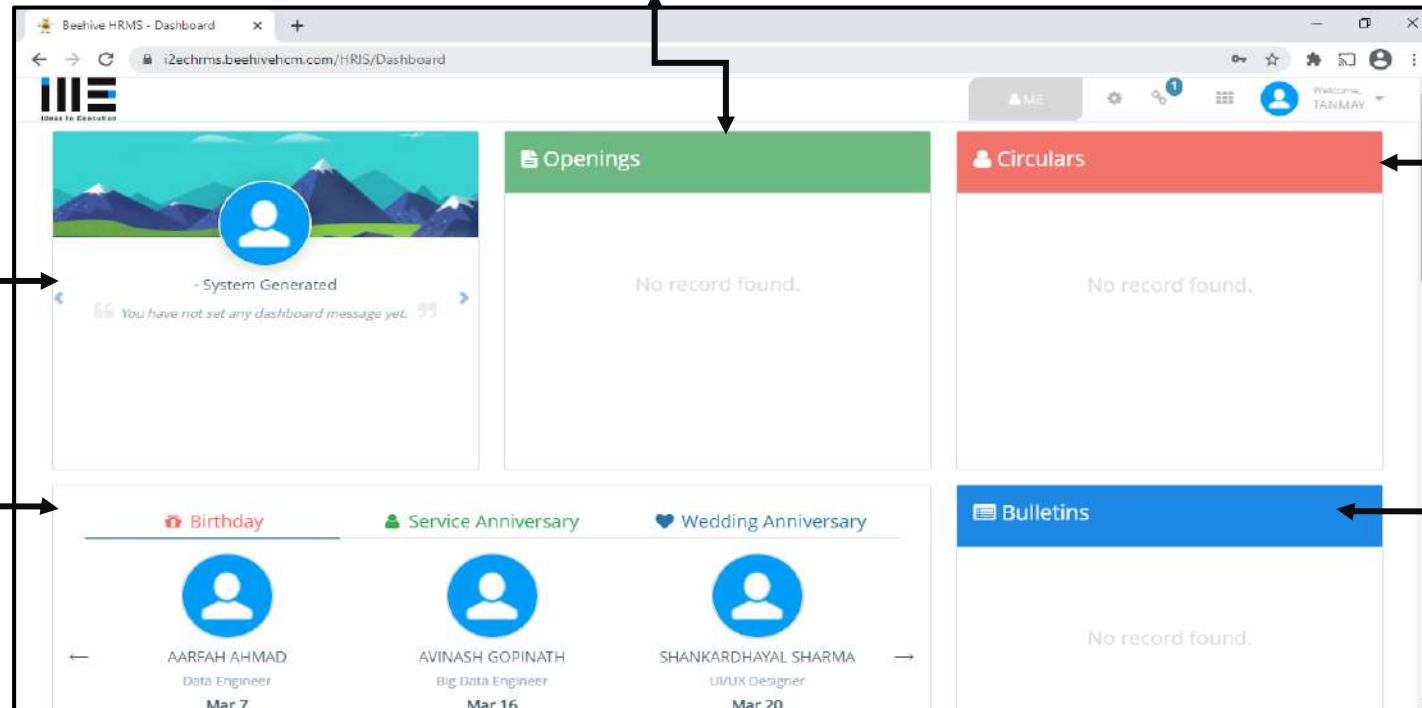 Beehive HRMS - Dashboard
i2echrms.beehivehcm.com/HRIS/Dashboard
Ideas to Execution
ME
1
Welcome,
TANMAY
Openings
Circulars
- System Generated
You have not set any dashboard message yet.
No record found.
No record found.
Birthday
Service Anniversary
Wedding Anniversary
Bulletins
AARFAH AHMAD
AVINASH GOPINATH
SHANKARDHAYAL SHARMA
Data Engineer
Big Data Engineer
UI/UX Designer
Mar 7
Mar 16
Mar 20
No record found.